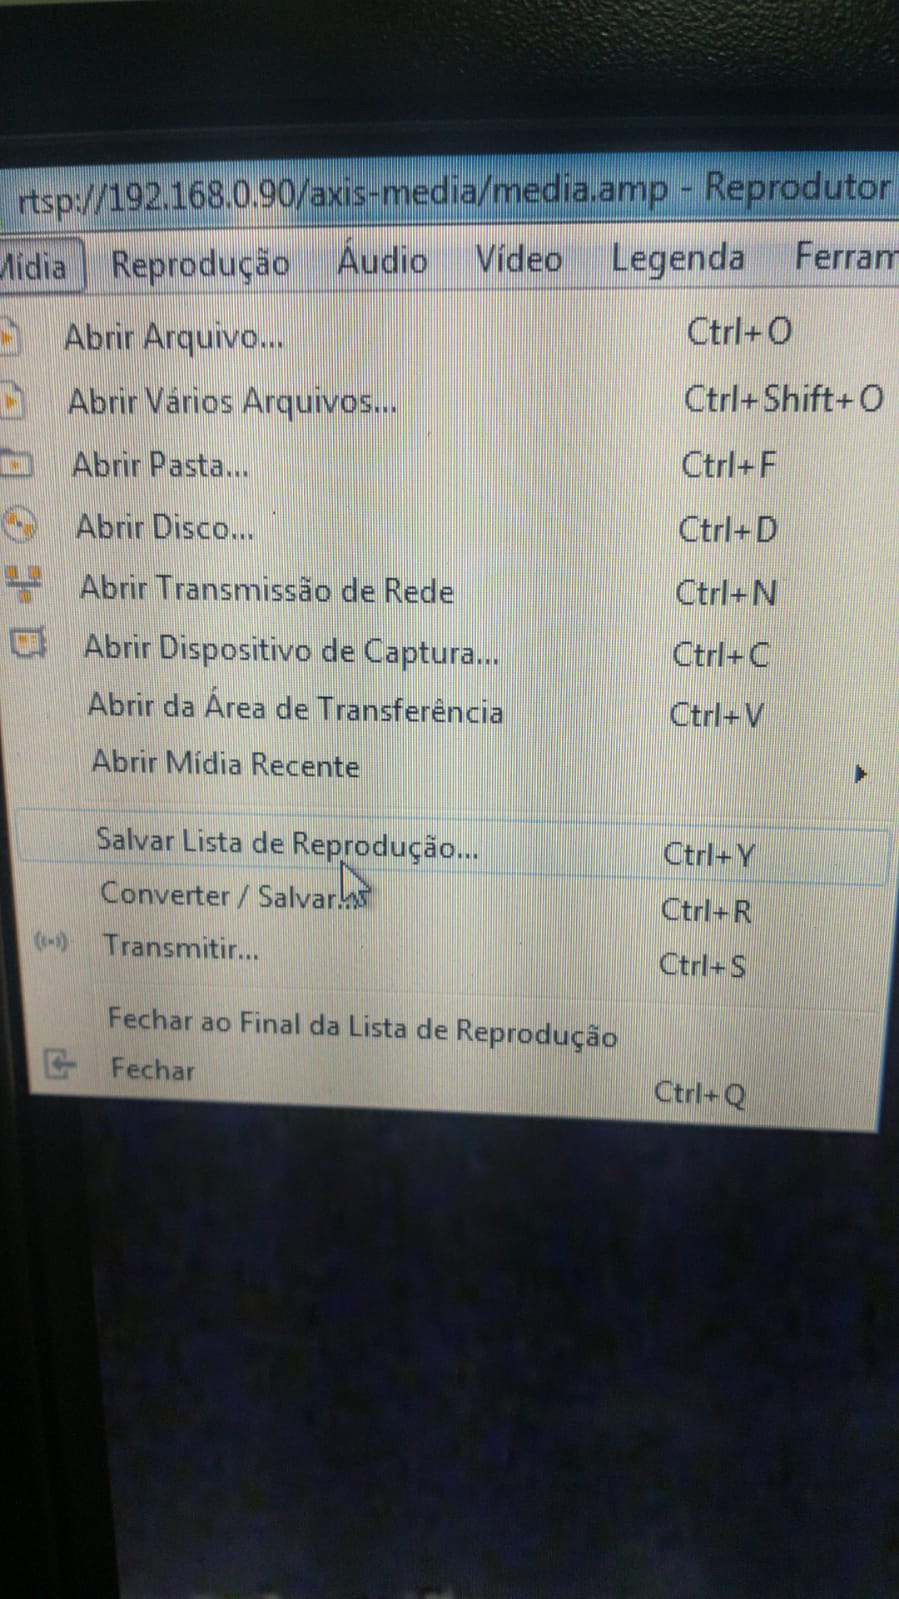 rtsp://192.168.0.90/axis-media/media.amp - Reprodutor
Mídia Reprodução Áudio Vídeo Legenda Ferram
Abrir Arquivo... Ctrl+O
Abrir Vários Arquivos... Ctrl+Shift+O
Abrir Pasta... Ctrl+F
Abrir Disco... Ctrl+D
Abrir Transmissão de Rede Ctrl+N
Abrir Dispositivo de Captura... Ctrl+C
Abrir da Área de Transferência Ctrl+V
Abrir Mídia Recente
Salvar Lista de Reprodução... Ctrl+Y
Converter / Salvar... Ctrl+R
Transmitir... Ctrl+S
Fechar ao Final da Lista de Reprodução
Fechar Ctrl+Q